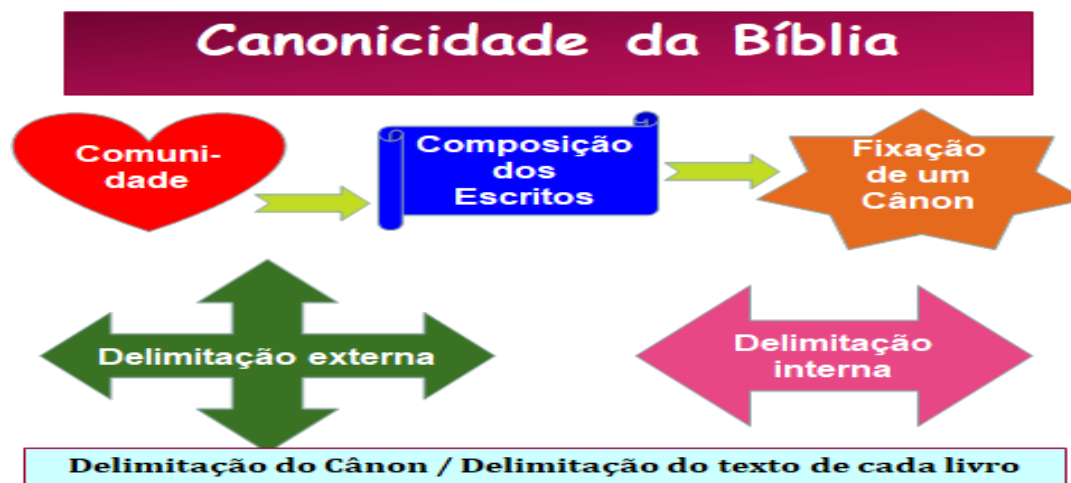 Canonicidade da Bíblia
Comuni-
dade
Composição
dos
Escritos
Fixação
de um
Cânon
Delimitação externa
Delimitação
interna
Delimitação do Cânon / Delimitação do texto de cada livro